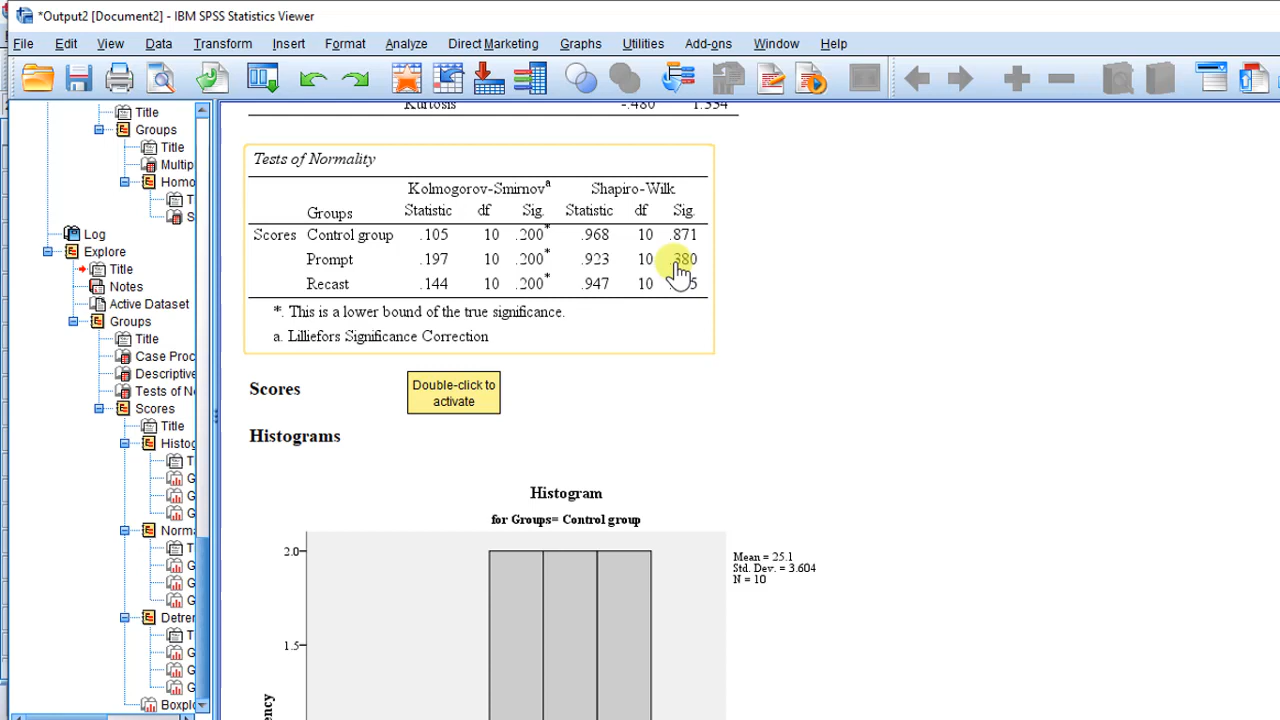 *Output2 [Document2] - IBM SPSS Statistics Viewer
File Edit View Data Transform Insert Format Analyze Direct Marketing Graphs Utilities Add-ons Window Help
Title
Groups
Title
Multip
Homo
T
S
Log
Explore
Title
Notes
Active Dataset
Groups
Title
Case Proc
Descriptive
Tests of N
Scores
Title
Histog
T
G
G
G
Norma
T
G
G
G
Detrer
T
G
G
G
Boxplo
Kurtosis -.480 1.334
Tests of Normality
Kolmogorov-Smirnov a Shapiro-Wilk
Groups Statistic df Sig. Statistic df Sig.
Scores Control group .105 10 .200* .968 10 .871
Prompt .197 10 .200* .923 10 .380
Recast .144 10 .200* .947 10
*. This is a lower bound of the true significance.
a. Lilliefors Significance Correction
Scores
Double-click to
activate
Histograms
Histogram
for Groups= Control group
2.0
1.5
Mean = 25.1
Std. Dev. = 3.604
N = 10